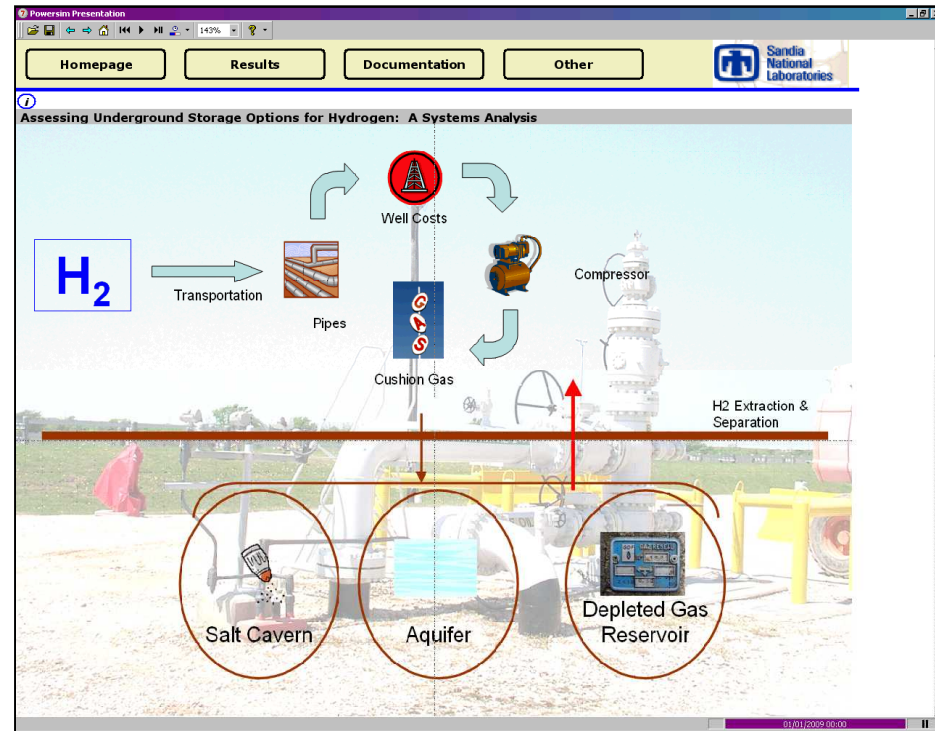 Powersim Presentation
143%
Homepage
Results
Documentation
Other
Sandia
National
Laboratories
i
Assessing Underground Storage Options for Hydrogen: A Systems Analysis
Well Costs
H2
Transportation
Pipes
Compressor
GAS
Cushion Gas
H2 Extraction &
Separation
Salt Cavern
Aquifer
Depleted Gas
Reservoir
01/01/2009 00:00